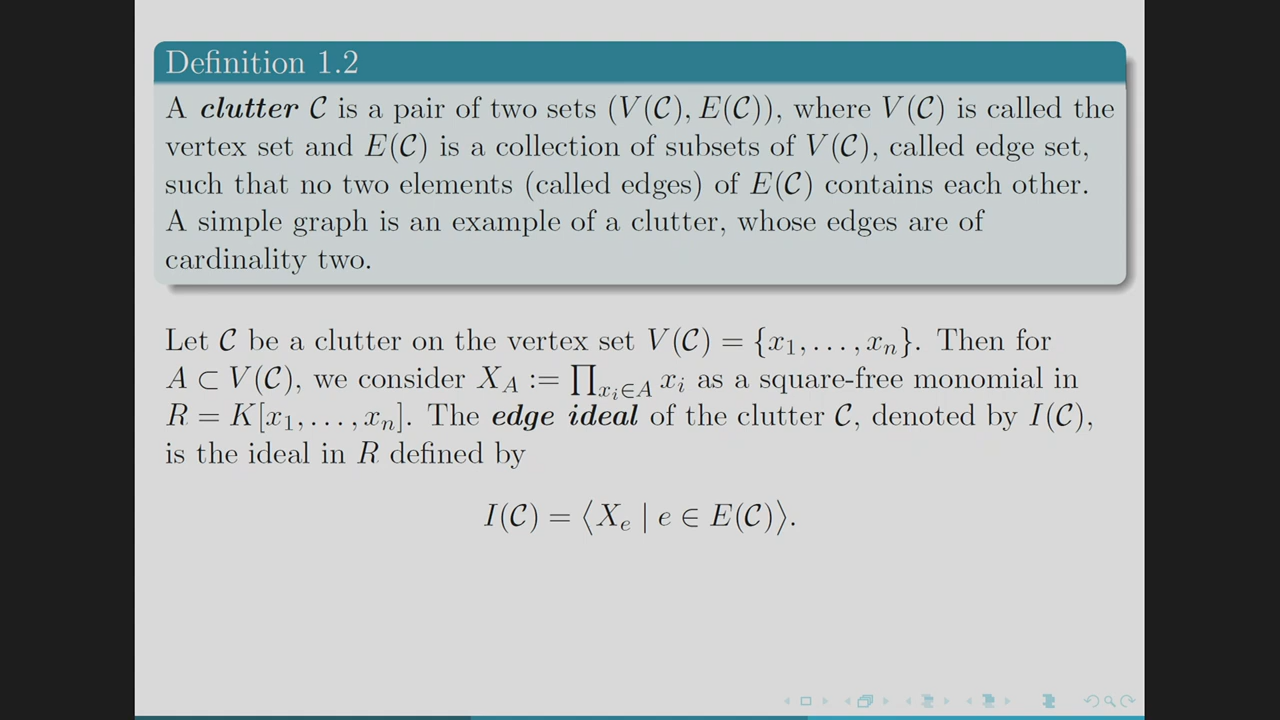 Definition 1.2
A clutter 𝒞 is a pair of two sets (V(𝒞), E(𝒞)), where V(𝒞) is called the
vertex set and E(𝒞) is a collection of subsets of V(𝒞), called edge set,
such that no two elements (called edges) of E(𝒞) contains each other.
A simple graph is an example of a clutter, whose edges are of
cardinality two.
Let 𝒞 be a clutter on the vertex set V(𝒞) = {x₁, . . . , xₙ}. Then for
A ⊂ V(𝒞), we consider X_A := ∏_{xᵢ∈A} xᵢ as a square-free monomial in
R = K[x₁, . . . , xₙ]. The edge ideal of the clutter 𝒞, denoted by I(𝒞),
is the ideal in R defined by
I(𝒞) = ⟨Xₑ | e ∈ E(𝒞)⟩.